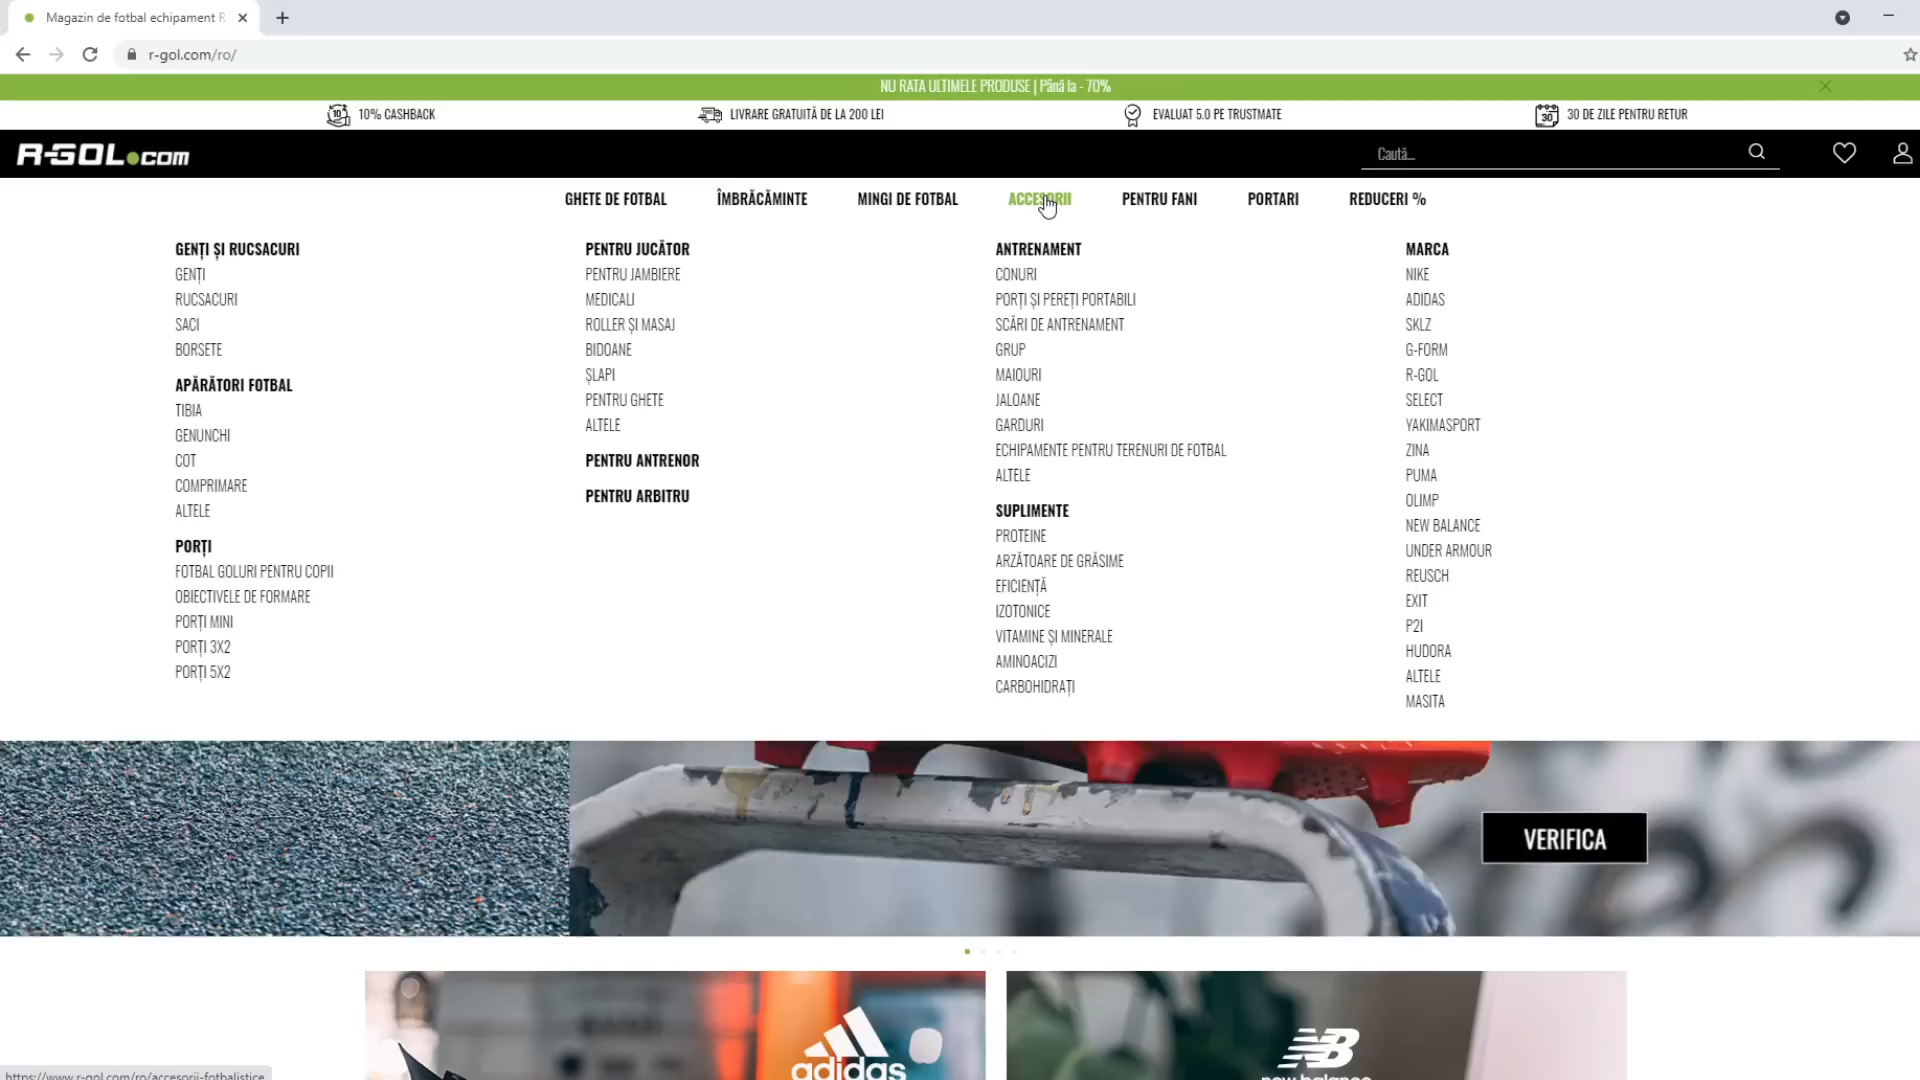 Magazin de fotbal echipament R
r-gol.com/ro/
NU RATA ULTIMELE PRODUSE | Până la - 70%
10% CASHBACK
LIVRARE GRATUITĂ DE LA 200 LEI
EVALUAT 5.0 PE TRUSTMATE
30 DE ZILE PENTRU RETUR
R-GOL.COM
Caută...
GHETE DE FOTBAL
ÎMBRĂCĂMINTE
MINGI DE FOTBAL
ACCESORII
PENTRU FANI
PORTARI
REDUCERI %
GENȚI ȘI RUCSACURI
GENȚI
RUCSACURI
SACI
BORSETE
APĂRĂTORI FOTBAL
TIBIA
GENUNCHI
COT
COMPRIMARE
ALTELE
PORȚI
FOTBAL GOLURI PENTRU COPII
OBIECTIVELE DE FORMARE
PORȚI MINI
PORȚI 3X2
PORȚI 5X2
PENTRU JUCĂTOR
PENTRU JAMBIERE
MEDICALI
ROLLER ȘI MASAJ
BIDOANE
ȘLAPI
PENTRU GHETE
ALTELE
PENTRU ANTRENOR
PENTRU ARBITRU
ANTRENAMENT
CONURI
PORȚI ȘI PEREȚI PORTABILI
SCĂRI DE ANTRENAMENT
GRUP
MAIOURI
JALOANE
GARDURI
ECHIPAMENTE PENTRU TERENURI DE FOTBAL
ALTELE
SUPLIMENTE
PROTEINE
ARZĂTOARE DE GRĂSIME
EFICIENȚĂ
IZOTONICE
VITAMINE ȘI MINERALE
AMINOACIZI
CARBOHIDRAȚI
MARCA
NIKE
ADIDAS
SKLZ
G-FORM
R-GOL
SELECT
YAKIMASPORT
ZINA
PUMA
OLIMP
NEW BALANCE
UNDER ARMOUR
REUSCH
EXIT
P2I
HUDORA
ALTELE
MASITA
VERIFICA
adidas
NB
new balance
https://www.r-gol.com/ro/accesorii-fotbalistice